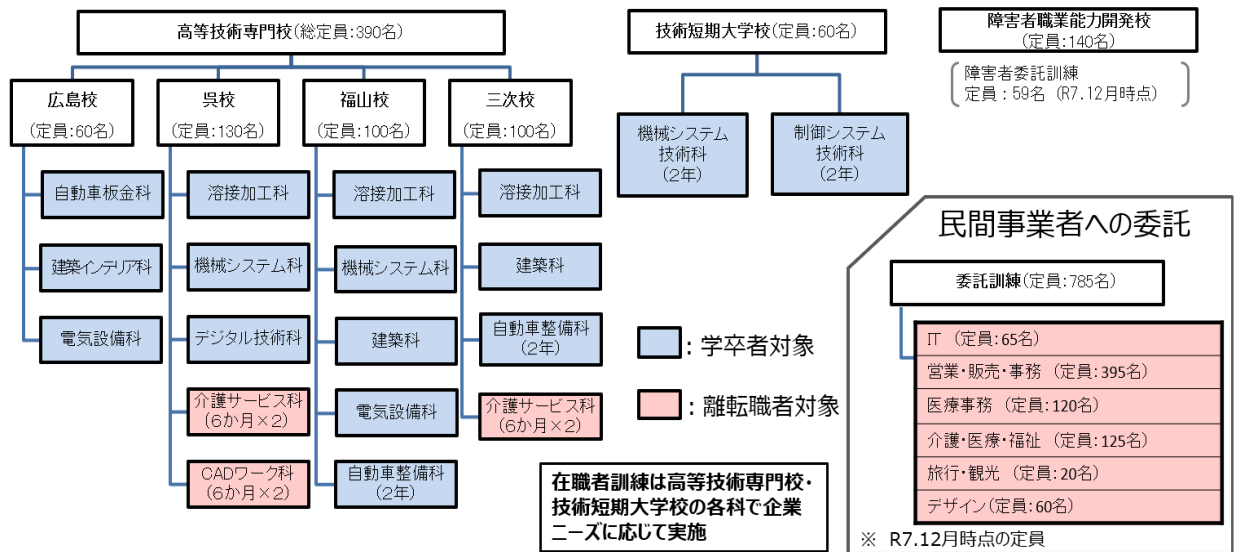 高等技術専門校(総定員:390名)
広島校
(定員:60名)
自動車板金科
建築インテリア科
電気設備科
呉校
(定員:130名)
溶接加工科
機械システム科
デジタル技術科
介護サービス科
(6か月×2)
CADワーク科
(6か月×2)
福山校
(定員:100名)
溶接加工科
機械システム科
建築科
電気設備科
自動車整備科
(2年)
三次校
(定員:100名)
溶接加工科
建築科
自動車整備科
(2年)
介護サービス科
(6か月×2)
技術短期大学校(定員:60名)
機械システム
技術科
(2年)
制御システム
技術科
(2年)
障害者職業能力開発校
(定員:140名)
障害者委託訓練
定員:59名 (R7.12月時点)
:学卒者対象
:離転職者対象
在職者訓練は高等技術専門校・
技術短期大学校の各科で企業
ニーズに応じて実施
民間事業者への委託
委託訓練(定員:785名)
IT (定員:65名)
営業・販売・事務 (定員:395名)
医療事務 (定員:120名)
介護・医療・福祉 (定員:125名)
旅行・観光 (定員:20名)
デザイン(定員:60名)
※ R7.12月時点の定員